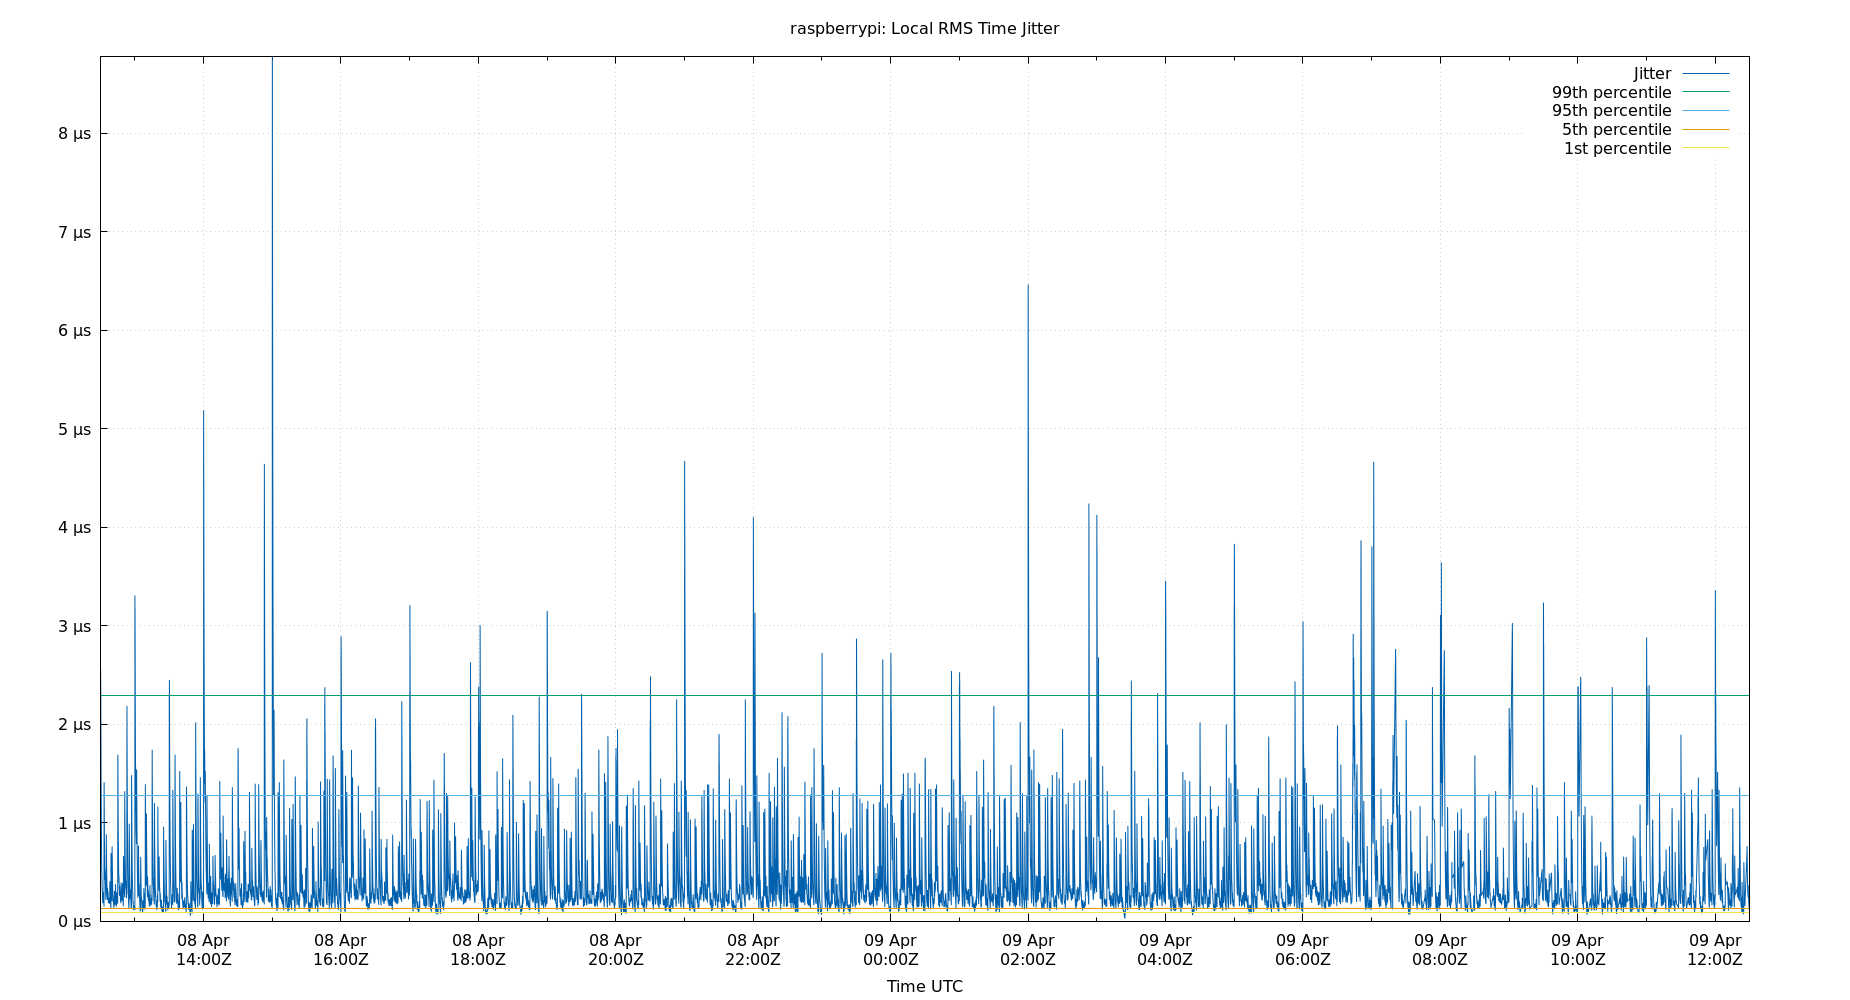 raspberrypi: Local RMS Time Jitter
Jitter
99th percentile
95th percentile
5th percentile
1st percentile
8 µs
7 µs
6 µs
5 µs
4 µs
3 µs
2 µs
1 µs
0 µs
08 Apr 08 Apr 08 Apr 08 Apr 08 Apr 09 Apr 09 Apr 09 Apr 09 Apr 09 Apr 09 Apr 09 Apr
14:00Z 16:00Z 18:00Z 20:00Z 22:00Z 00:00Z 02:00Z 04:00Z 06:00Z 08:00Z 10:00Z 12:00Z
Time UTC